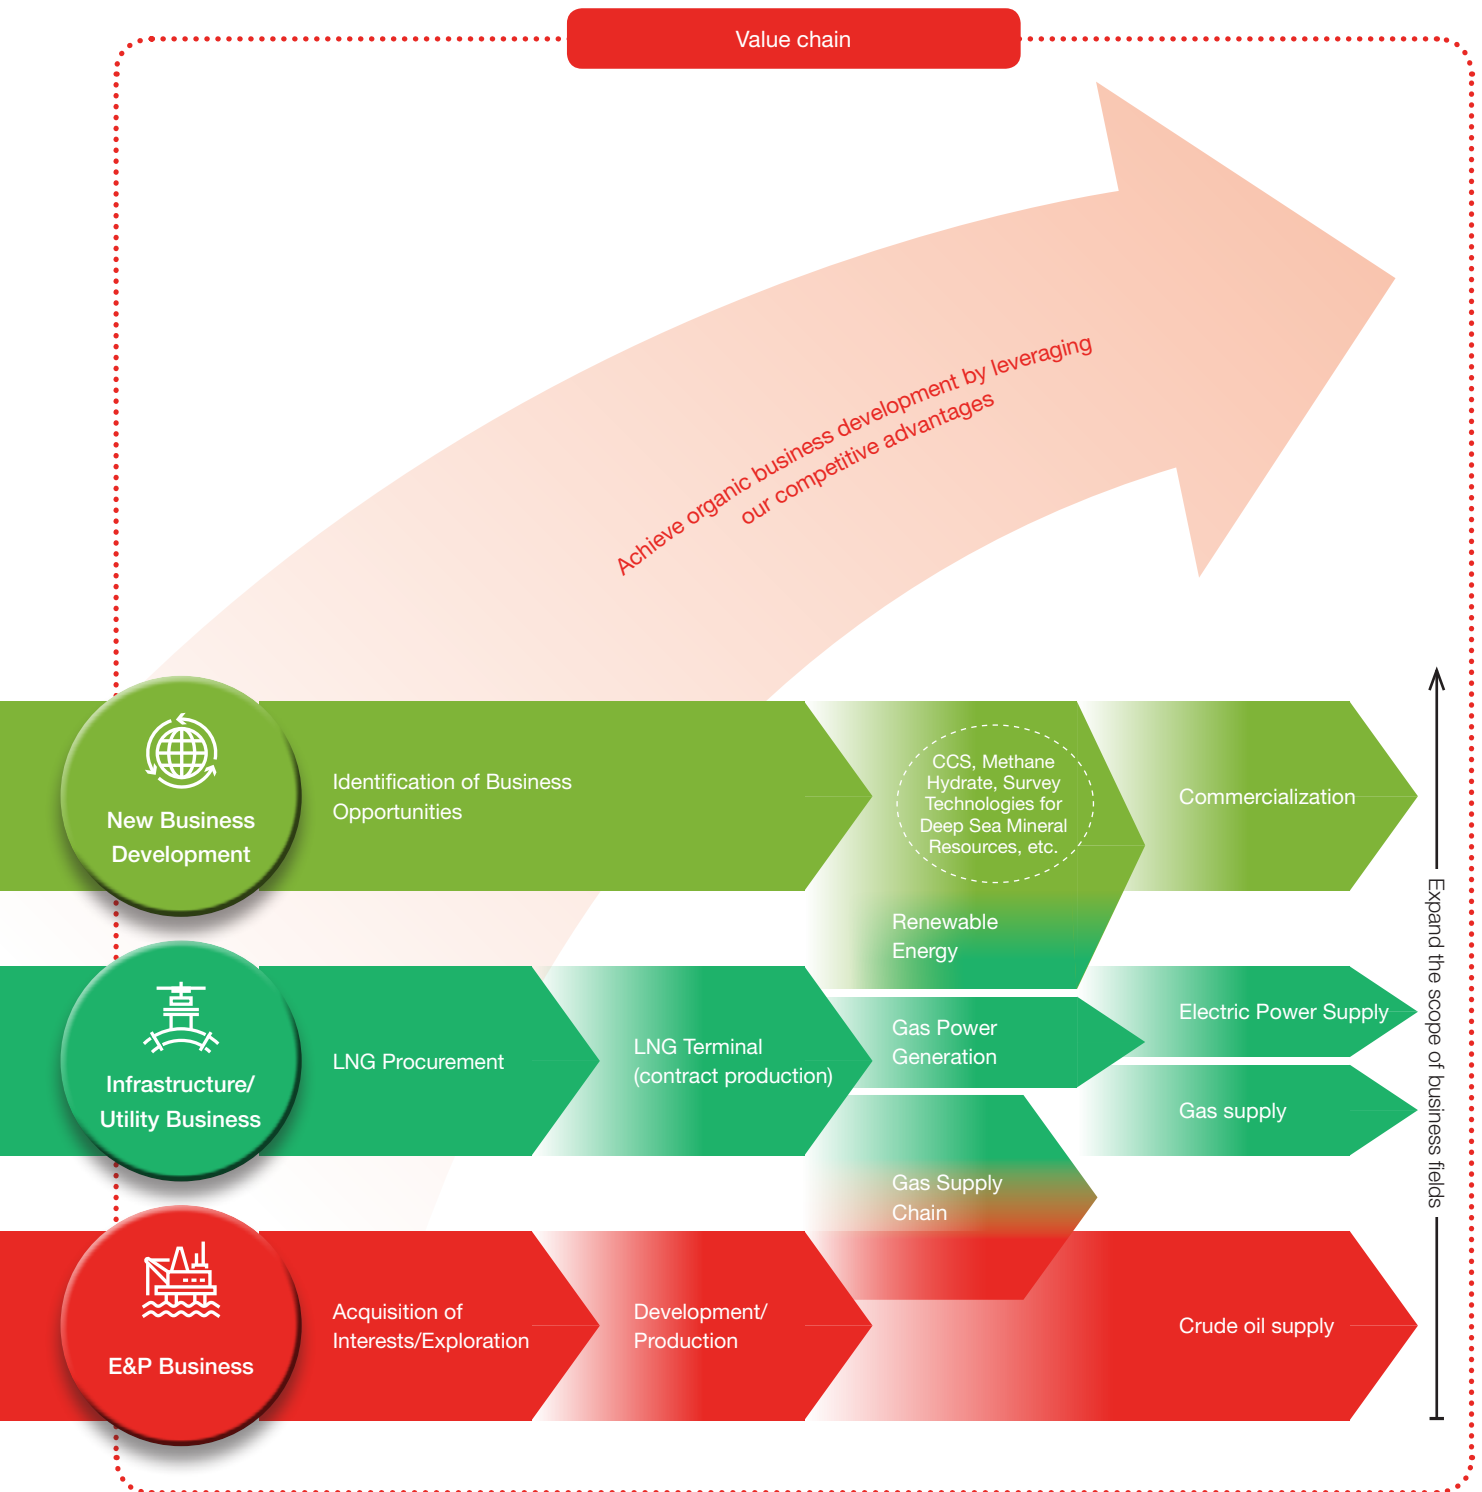 Value chain
Achieve organic business development by leveraging
our competitive advantages
New Business
Development
Identification of Business
Opportunities
CCS, Methane
Hydrate, Survey
Technologies for
Deep Sea Mineral
Resources, etc.
Commercialization
Renewable
Energy
Infrastructure/
Utility Business
LNG Procurement
LNG Terminal
(contract production)
Gas Power
Generation
Electric Power Supply
Gas supply
Gas Supply
Chain
E&P Business
Acquisition of
Interests/Exploration
Development/
Production
Crude oil supply
Expand the scope of business fields